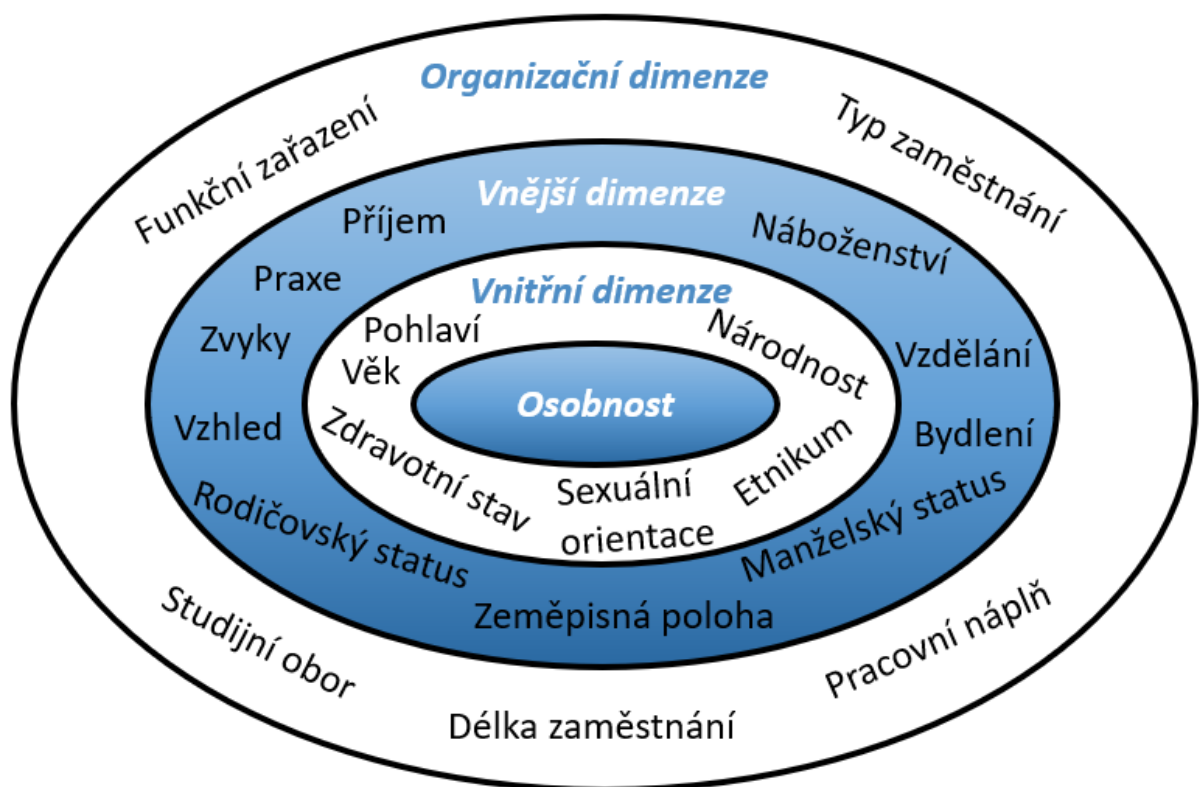 Organizační dimenze
Funkční zařazení
Typ zaměstnání
Vnější dimenze
Příjem
Náboženství
Praxe
Zvyky
Vzdělání
Vzhled
Bydlení
Rodičovský status
Manželský status
Zeměpisná poloha
Vnitřní dimenze
Pohlaví
Národnost
Věk
Zdravotní stav
Sexuální
orientace
Etnikum
Osobnost
Studijní obor
Délka zaměstnání
Pracovní náplň